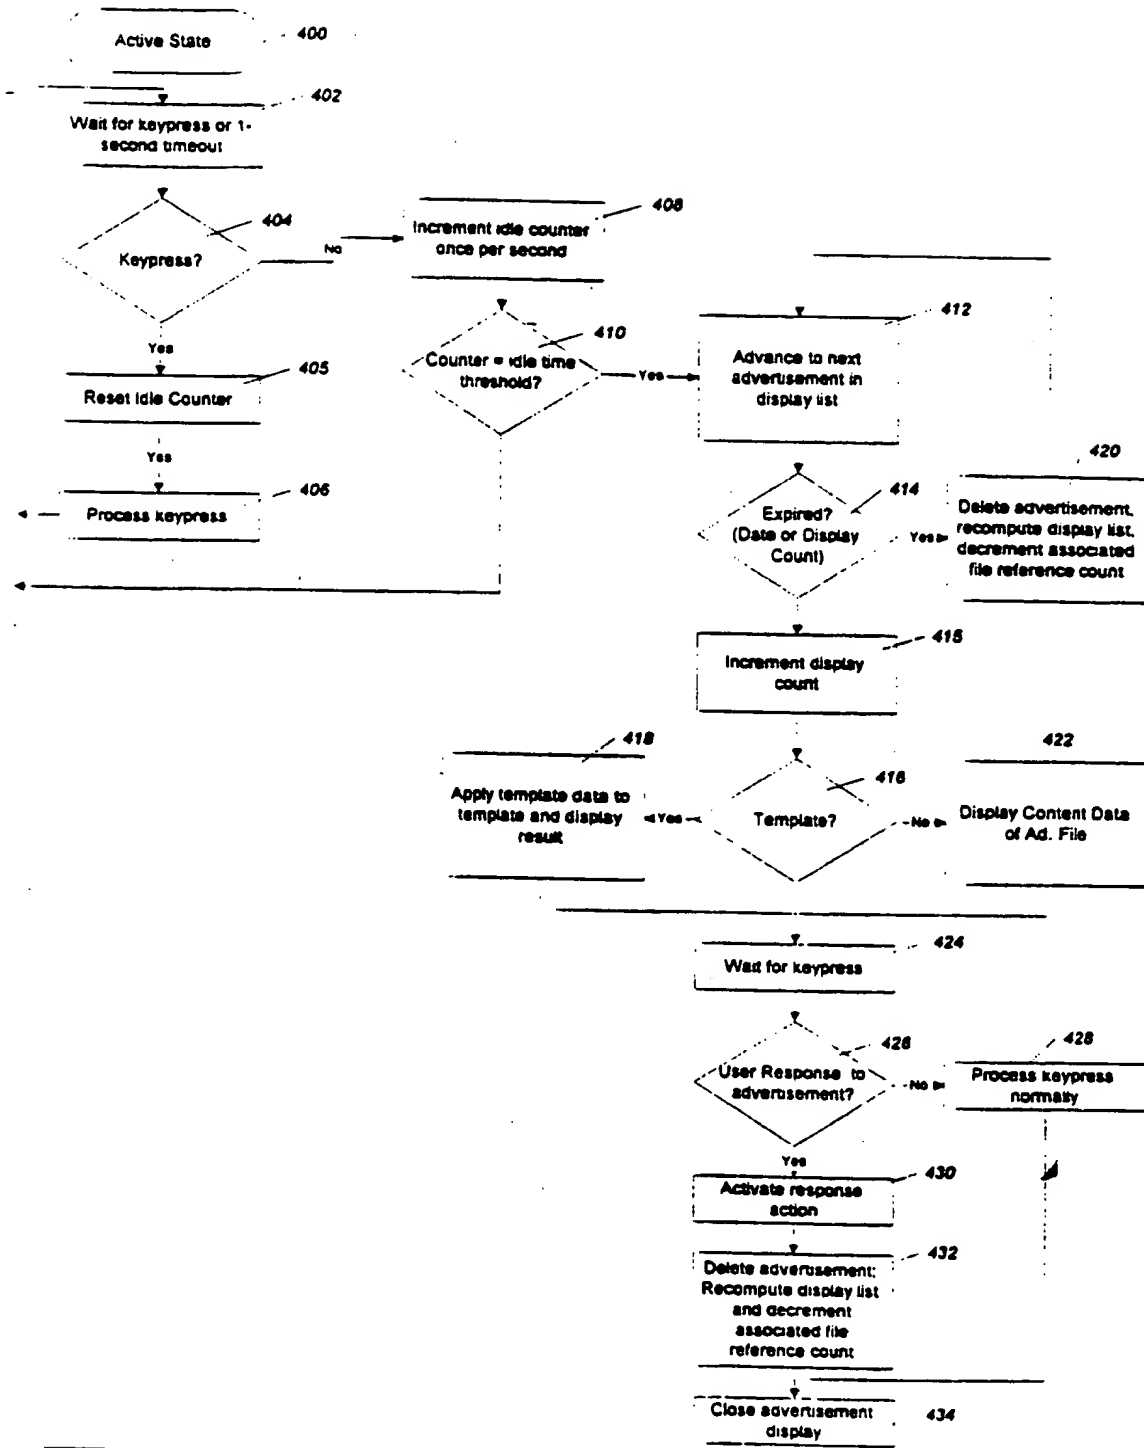 Active State
400
402
Wait for keypress or 1-
second timeout
404
Keypress?
No
408
Increment idle counter
once per second
Yes
405
Reset Idle Counter
Yes
406
Process keypress
410
Counter = idle time
threshold?
Yes
412
Advance to next
advertisement in
display list
414
Expired?
(Date or Display
Count)
Yes
420
Delete advertisement,
recompute display list,
decrement associated
file reference count
415
Increment display
count
418
Apply template data to
template and display
result
416
Template?
Yes
No
422
Display Content Data
of Ad. File
424
Wait for keypress
426
User Response to
advertisement?
No
428
Process keypress
normally
Yes
430
Activate response
action
432
Delete advertisement;
Recompute display list
and decrement
associated file
reference count
Close advertisement
display
434